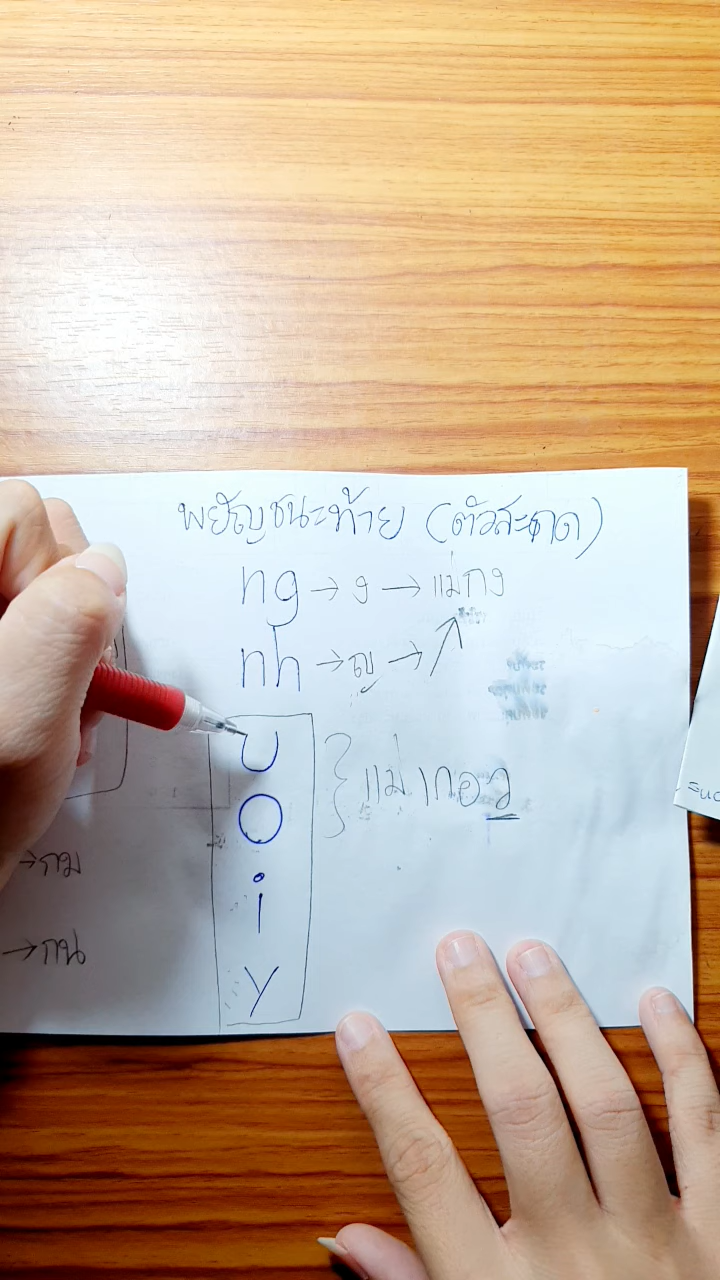 พยัญชนะท้าย (ตัวสะกด)
ng → ง → แม่กง
nh → ญ →
u
o
i
y
แม่เกอว
→ กม
→ กน